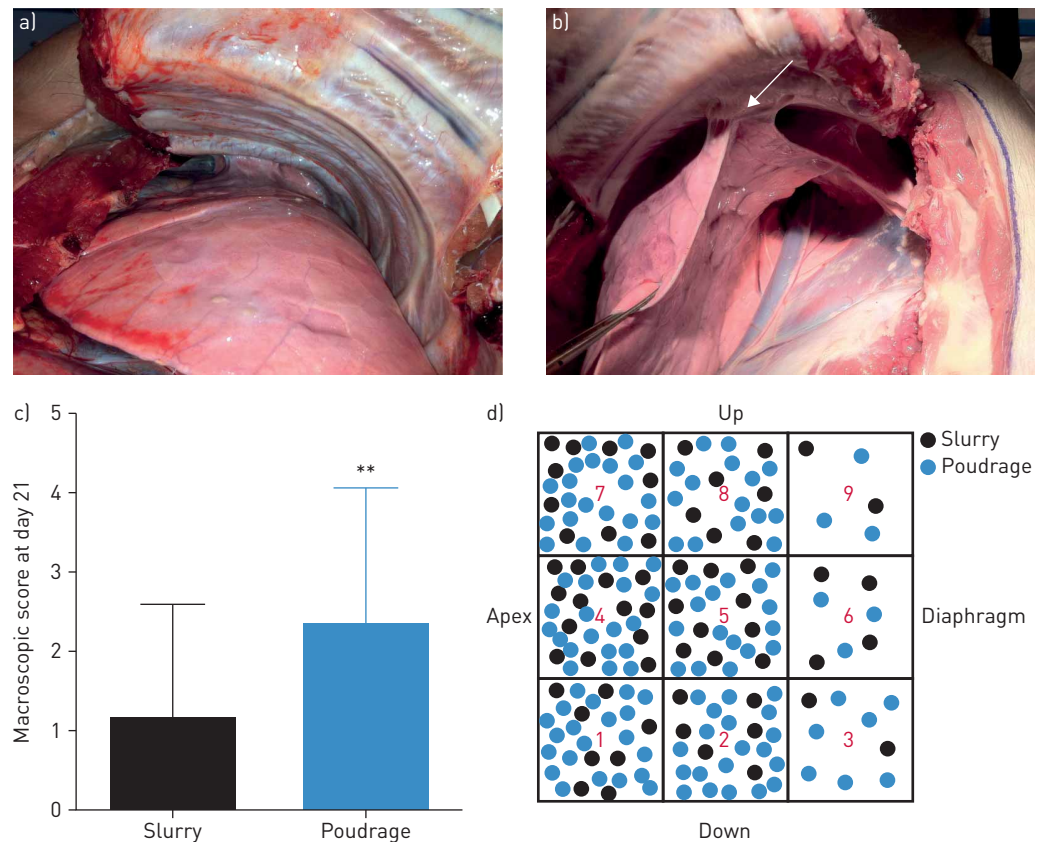 a)
b)
c)
Macroscopic score at day 21
5
4
3
2
1
0
**
Slurry
Poudrage
d)
Up
Slurry
Poudrage
7
8
9
Apex
4
5
6
Diaphragm
1
2
3
Down